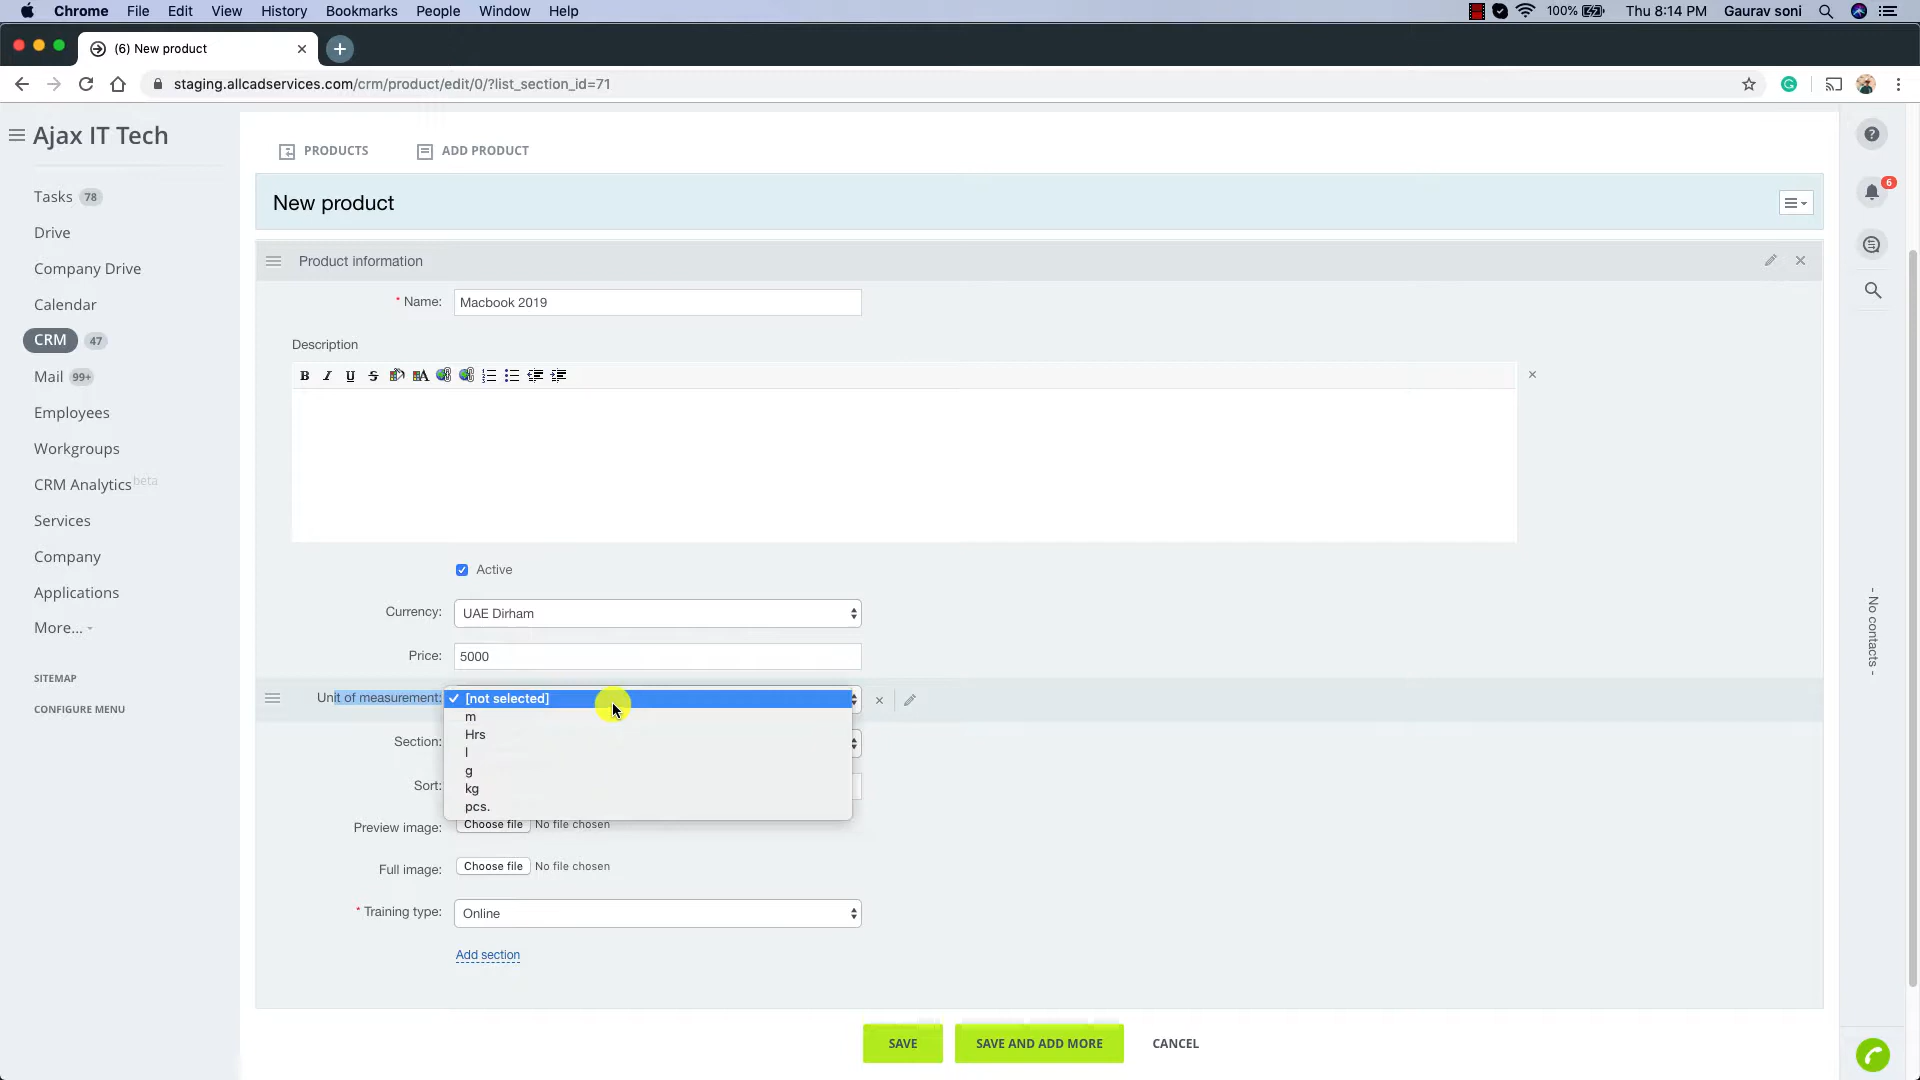 Chrome File Edit View History Bookmarks People Window Help 100% Thu 8:14 PM Gaurav soni
(6) New product
staging.allcadservices.com/crm/product/edit/0/?list_section_id=71
Ajax IT Tech
PRODUCTS ADD PRODUCT
Tasks 78
New product
6
Drive
Product information
Company Drive
* Name: Macbook 2019
Calendar
CRM 47
Description
Mail 99+
B I U S
Employees
Workgroups
CRM Analytics beta
Services
Company
Active
Applications
Currency: UAE Dirham
More...
Price: 5000
- No contacts -
SITEMAP
Unit of measurement: [not selected]
CONFIGURE MENU
m
Hrs
Section:
l
g
Sort:
kg
pcs.
Preview image: Choose file No file chosen
Full image: Choose file No file chosen
* Training type: Online
Add section
SAVE SAVE AND ADD MORE CANCEL